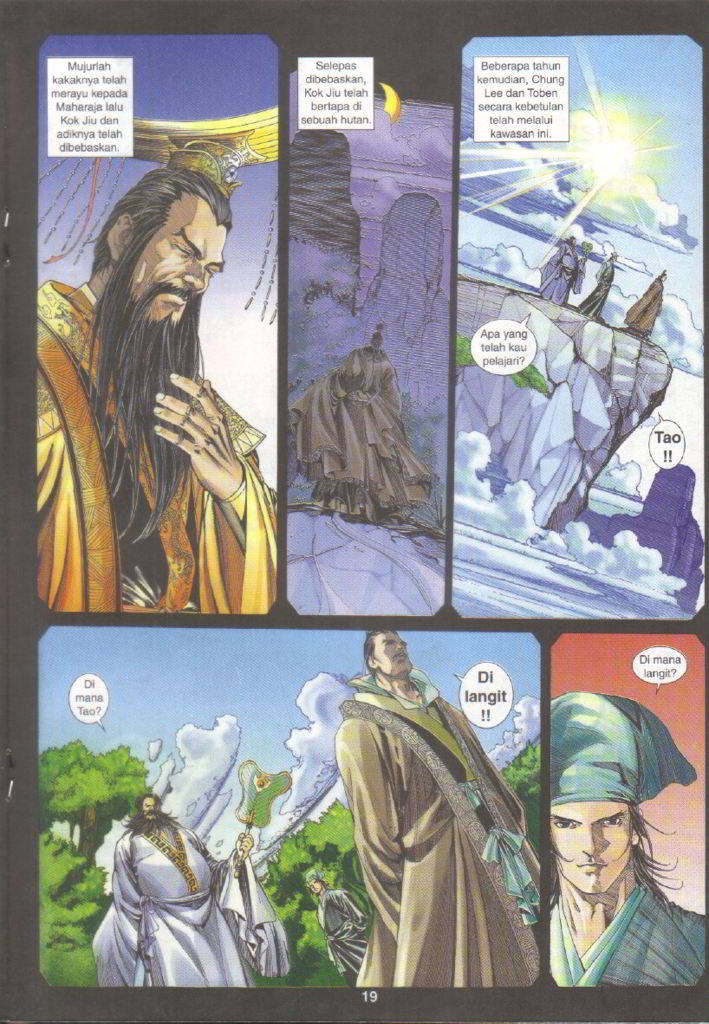 Mujurlah
kakaknya telah
merayu kepada
Maharaja lalu
Kok Jiu dan
adiknya telah
dibebaskan.
Selepas
dibebaskan,
Kok Jiu telah
bertapa di
sebuah hutan.
Beberapa tahun
kemudian, Chung
Lee dan Toben
secara kebetulan
telah melalui
kawasan ini.
Apa yang
telah kau
pelajari?
Tao
!!
Di
mana
Tao?
Di
langit
!!
Di mana
langit?
19